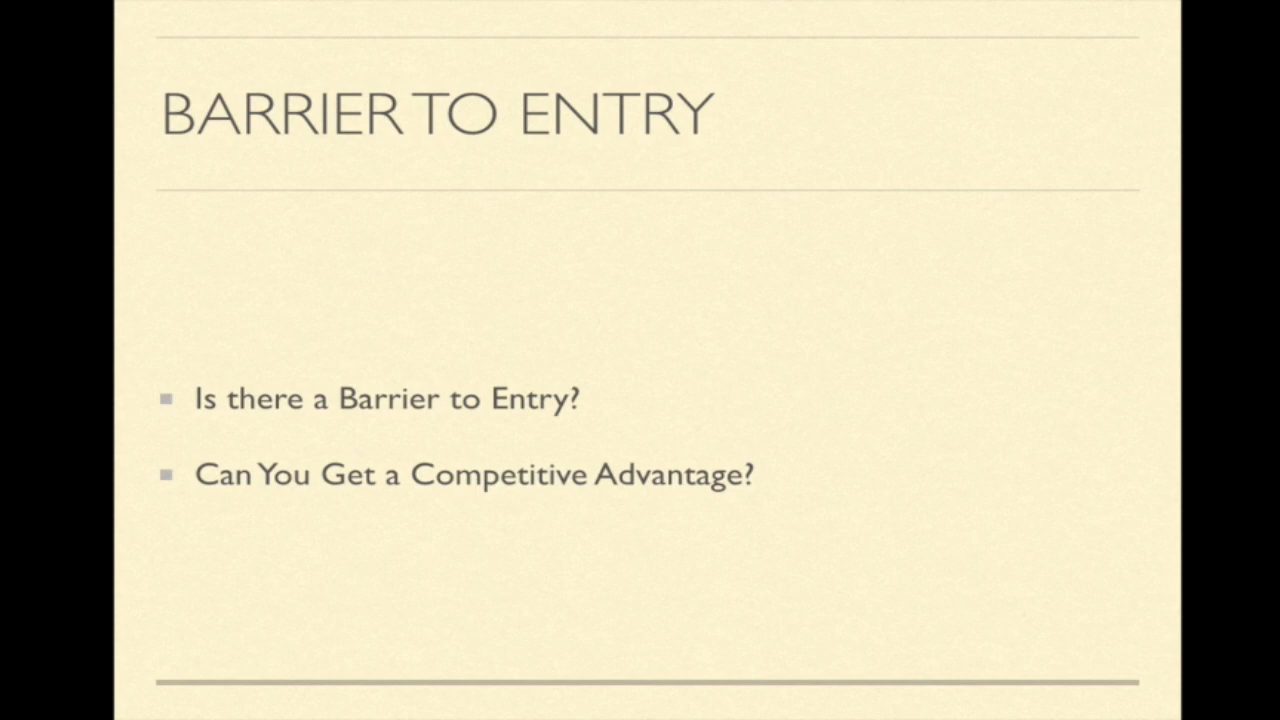 BARRIER TO ENTRY
Is there a Barrier to Entry?
Can You Get a Competitive Advantage?